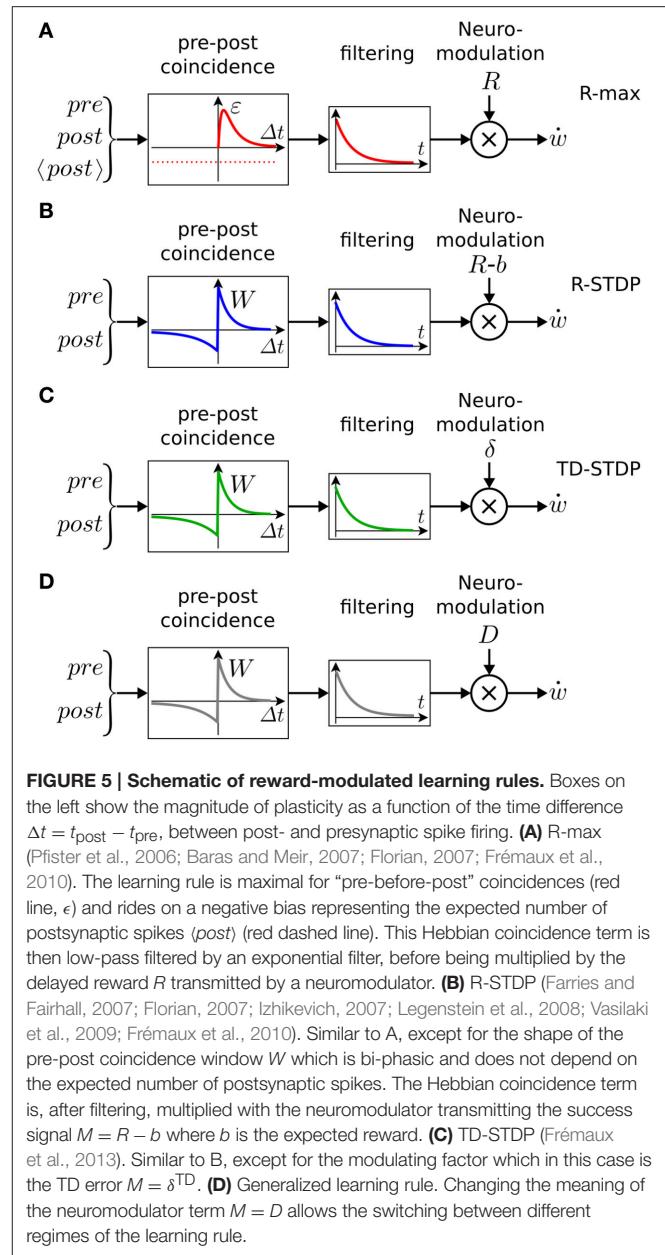 A
pre-post
coincidence
filtering
Neuro-
modulation
R
R-max
pre
post
⟨post⟩
ε
Δt
t
ẇ
B
pre-post
coincidence
filtering
Neuro-
modulation
R-b
R-STDP
pre
post
W
Δt
t
ẇ
C
pre-post
coincidence
filtering
Neuro-
modulation
δ
TD-STDP
pre
post
W
Δt
t
ẇ
D
pre-post
coincidence
filtering
Neuro-
modulation
D
pre
post
W
Δt
t
ẇ
FIGURE 5 | Schematic of reward-modulated learning rules. Boxes on
the left show the magnitude of plasticity as a function of the time difference
Δt = t_post − t_pre, between post- and presynaptic spike firing. (A) R-max
(Pfister et al., 2006; Baras and Meir, 2007; Florian, 2007; Frémaux et al.,
2010). The learning rule is maximal for “pre-before-post” coincidences (red
line, ϵ) and rides on a negative bias representing the expected number of
postsynaptic spikes ⟨post⟩ (red dashed line). This Hebbian coincidence term is
then low-pass filtered by an exponential filter, before being multiplied by the
delayed reward R transmitted by a neuromodulator. (B) R-STDP (Farries and
Fairhall, 2007; Florian, 2007; Izhikevich, 2007; Legenstein et al., 2008; Vasilaki
et al., 2009; Frémaux et al., 2010). Similar to A, except for the shape of the
pre-post coincidence window W which is bi-phasic and does not depend on
the expected number of postsynaptic spikes. The Hebbian coincidence term
is, after filtering, multiplied with the neuromodulator transmitting the success
signal M = R − b where b is the expected reward. (C) TD-STDP (Frémaux
et al., 2013). Similar to B, except for the modulating factor which in this case is
the TD error M = δ^TD. (D) Generalized learning rule. Changing the meaning of
the neuromodulator term M = D allows the switching between different
regimes of the learning rule.